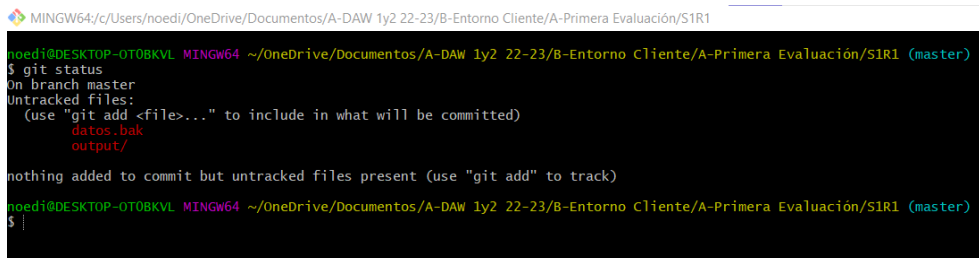 MINGW64:/c/Users/noedi/OneDrive/Documentos/A-DAW 1y2 22-23/B-Entorno Cliente/A-Primera Evaluación/S1R1
noedi@DESKTOP-OTOBKVL MINGW64 ~/OneDrive/Documentos/A-DAW 1y2 22-23/B-Entorno Cliente/A-Primera Evaluación/S1R1 (master)
$ git status
On branch master
Untracked files:
  (use "git add <file>..." to include in what will be committed)
        datos.bak
        output/
nothing added to commit but untracked files present (use "git add" to track)
noedi@DESKTOP-OTOBKVL MINGW64 ~/OneDrive/Documentos/A-DAW 1y2 22-23/B-Entorno Cliente/A-Primera Evaluación/S1R1 (master)
$